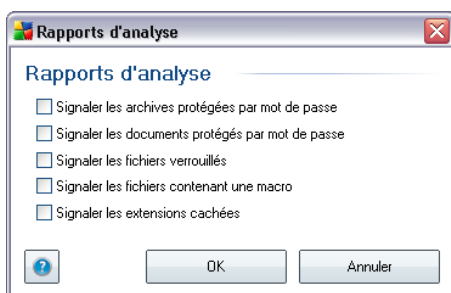 Rapports d'analyse
Rapports d'analyse
Signaler les archives protégées par mot de passe
Signaler les documents protégés par mot de passe
Signaler les fichiers verrouillés
Signaler les fichiers contenant une macro
Signaler les extensions cachées
?
OK
Annuler